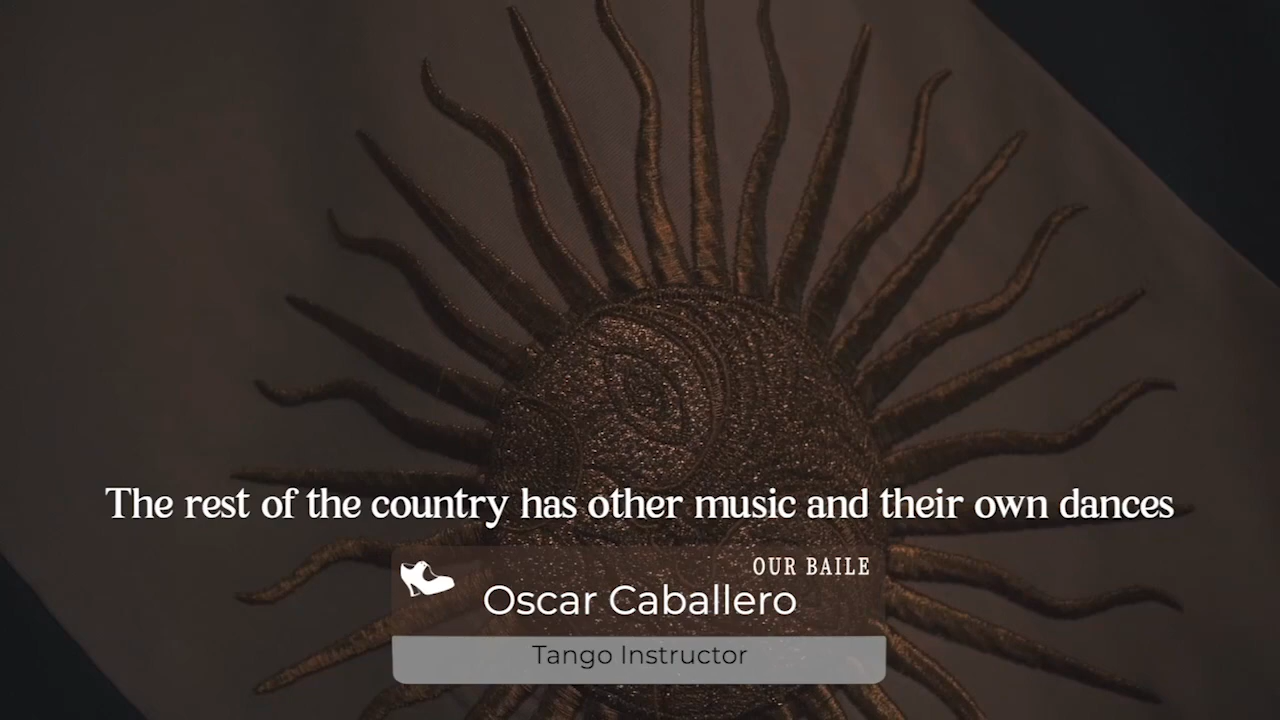 The rest of the country has other music and their own dances
OUR BAILE
Oscar Caballero
Tango Instructor